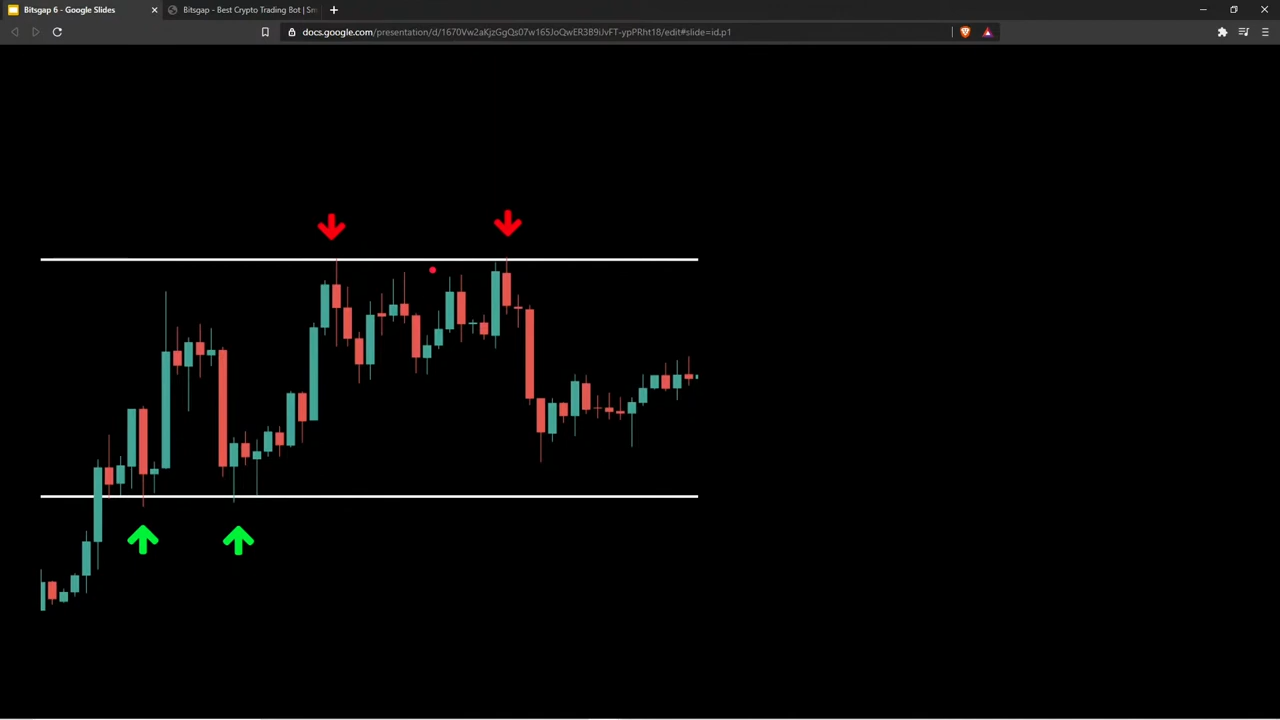 Bitsgap 6 - Google Slides
Bitsgap - Best Crypto Trading Bot | Sm
docs.google.com/presentation/d/1670Vw2aKjzGgQs07w165JoQwER3B9iJvFT-ypPRht18/edit#slide=id.p1